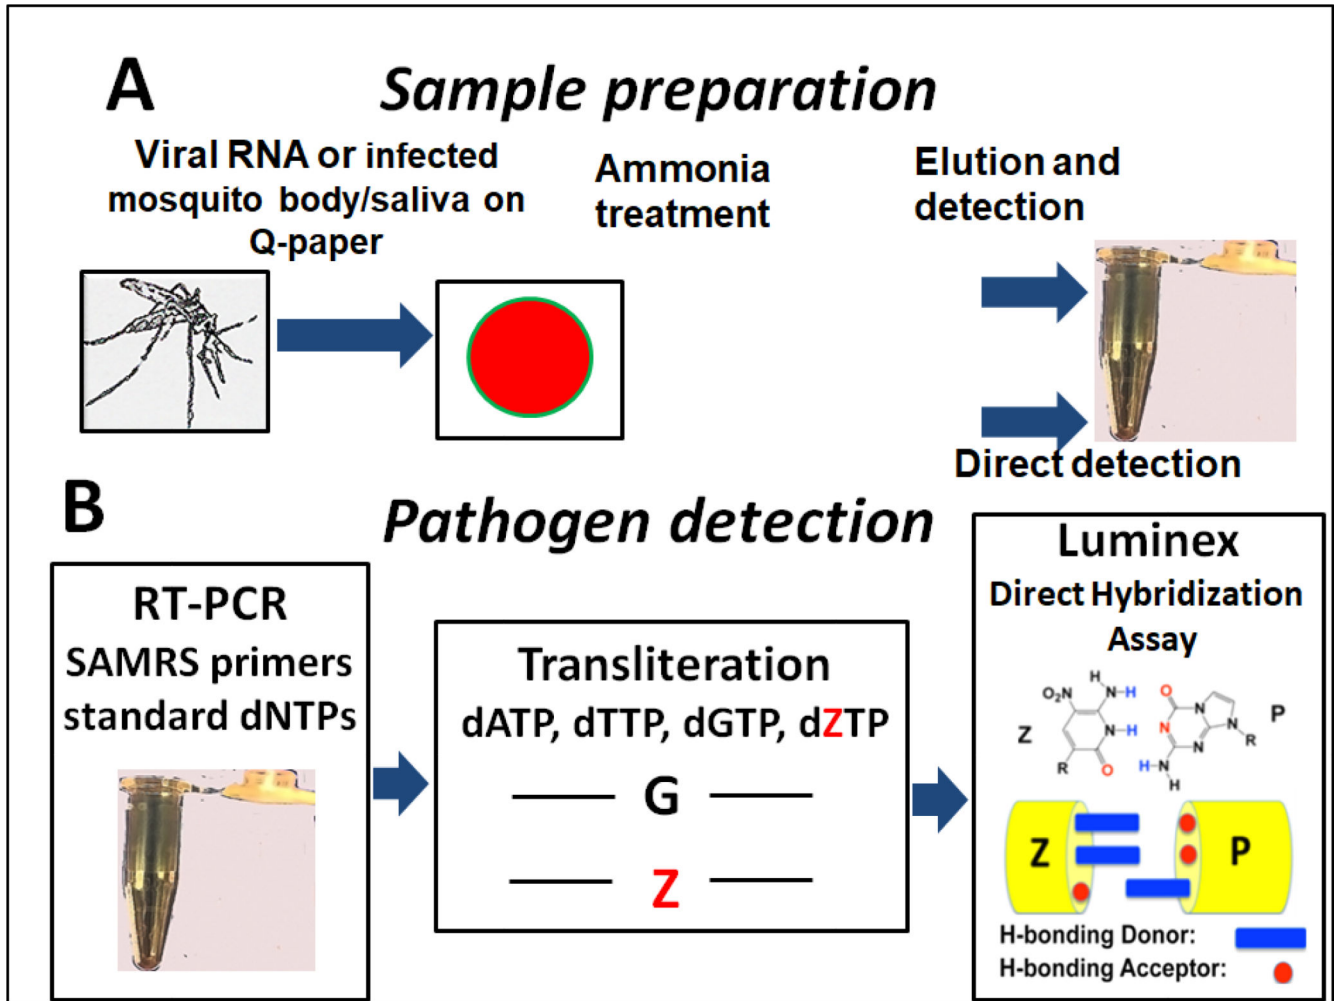 A
Sample preparation
Viral RNA or infected
mosquito body/saliva on
Q-paper
Ammonia
treatment
Elution and
detection
Direct detection
B
Pathogen detection
RT-PCR
SAMRS primers
standard dNTPs
Transliteration
dATP, dTTP, dGTP, dZTP
G
Z
Luminex
Direct Hybridization
Assay
H
O₂N
N-H
N-H
Z
R
O
O
N
N
N
N
R
P
H-N
H
Z
P
H-bonding Donor:
H-bonding Acceptor: